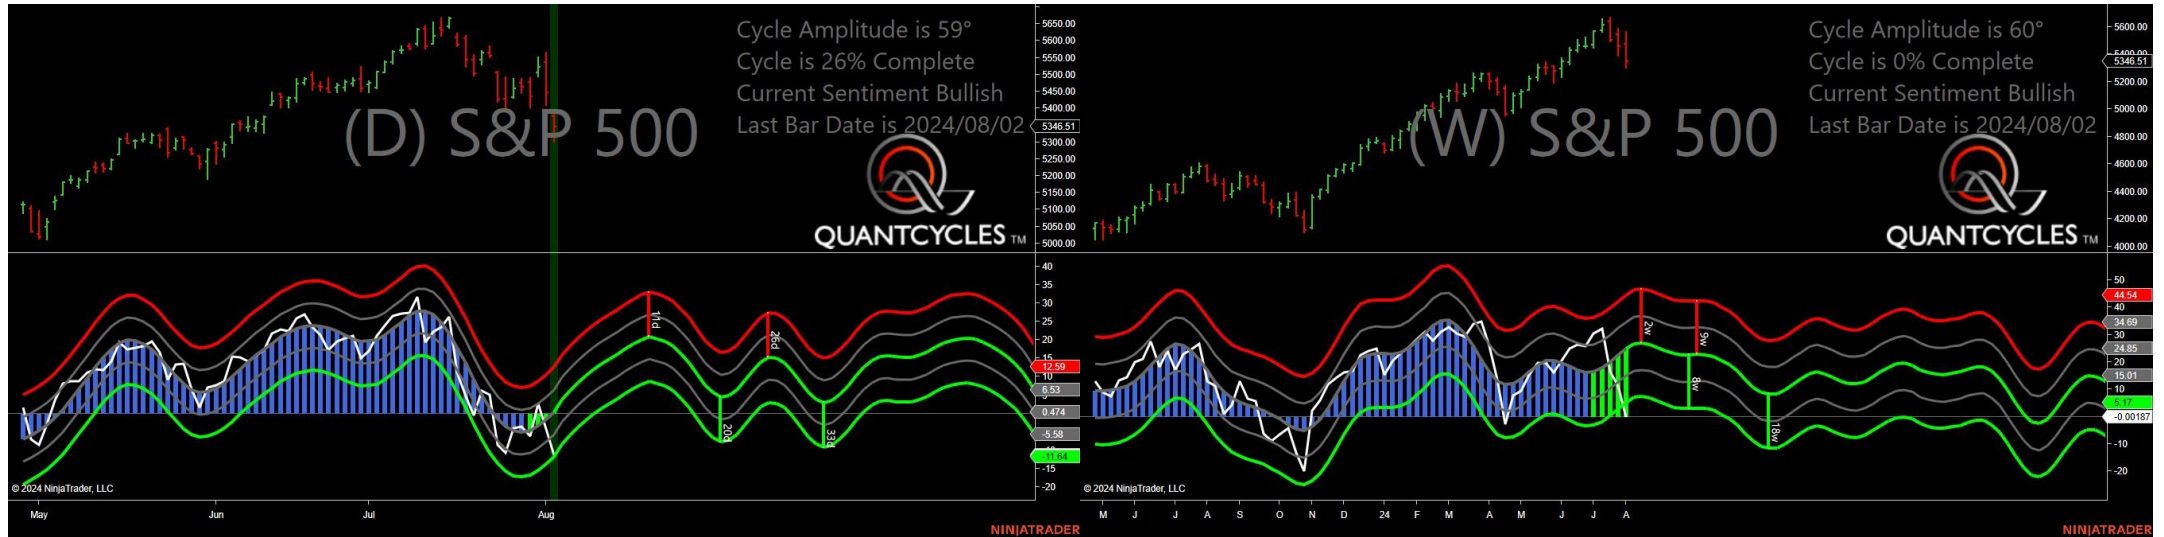 Cycle Amplitude is 59°
Cycle is 26% Complete
Current Sentiment Bullish
Last Bar Date is 2024/08/02
(D) S&P 500
QUANTCYCLES TM
5650.00
5600.00
5550.00
5500.00
5450.00
5400.00
5346.51
5300.00
5250.00
5200.00
5150.00
5100.00
5050.00
5000.00
40
35
30
25
20
15
12.59
10
6.53
0.474
-5.58
-11.64
-15
-20
11d
20d
26d
33d
© 2024 NinjaTrader, LLC
May Jun Jul Aug
NINJATRADER
Cycle Amplitude is 60°
Cycle is 0% Complete
Current Sentiment Bullish
Last Bar Date is 2024/08/02
(W) S&P 500
QUANTCYCLES TM
5600.00
5400.00
5346.51
5200.00
5000.00
4800.00
4600.00
4400.00
4200.00
4000.00
50
44.54
40
34.69
30
24.85
20
15.01
10
5.17
-0.00187
-10
-20
2w
8w
9w
18w
© 2024 NinjaTrader, LLC
M J J A S O N D 24 F M A M J J A
NINJATRADER